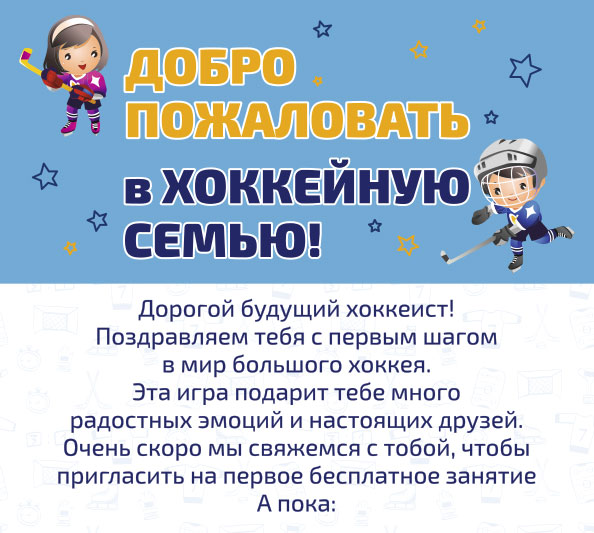 ДОБРО
ПОЖАЛОВАТЬ
в ХОККЕЙНУЮ
СЕМЬЮ!
Дорогой будущий хоккеист!
Поздравляем тебя с первым шагом
в мир большого хоккея.
Эта игра подарит тебе много
радостных эмоций и настоящих друзей.
Очень скоро мы свяжемся с тобой, чтобы
пригласить на первое бесплатное занятие
А пока: